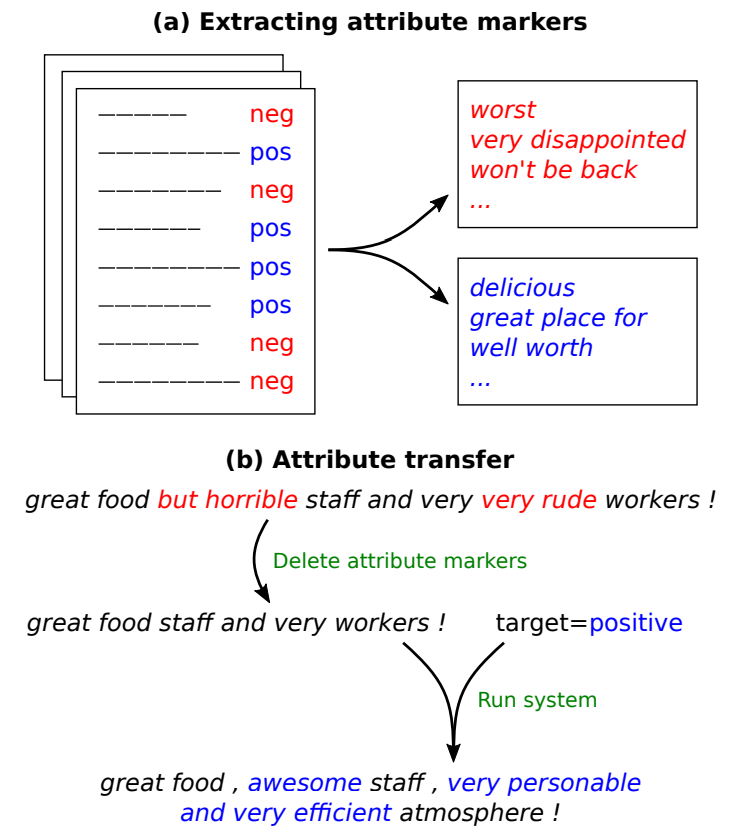 (a) Extracting attribute markers
neg
pos
neg
pos
pos
pos
neg
neg
worst
very disappointed
won't be back
...
delicious
great place for
well worth
...
(b) Attribute transfer
great food but horrible staff and very very rude workers !
Delete attribute markers
great food staff and very workers !
target=positive
Run system
great food , awesome staff , very personable
and very efficient atmosphere !